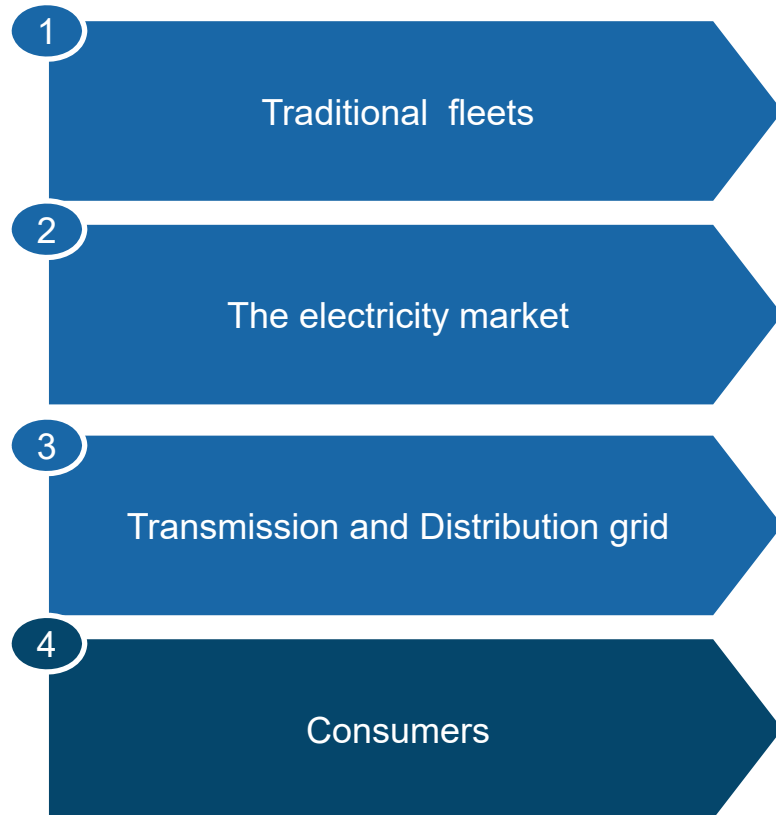 1
Traditional  fleets
2
The electricity market
3
Transmission and Distribution grid
4
Consumers